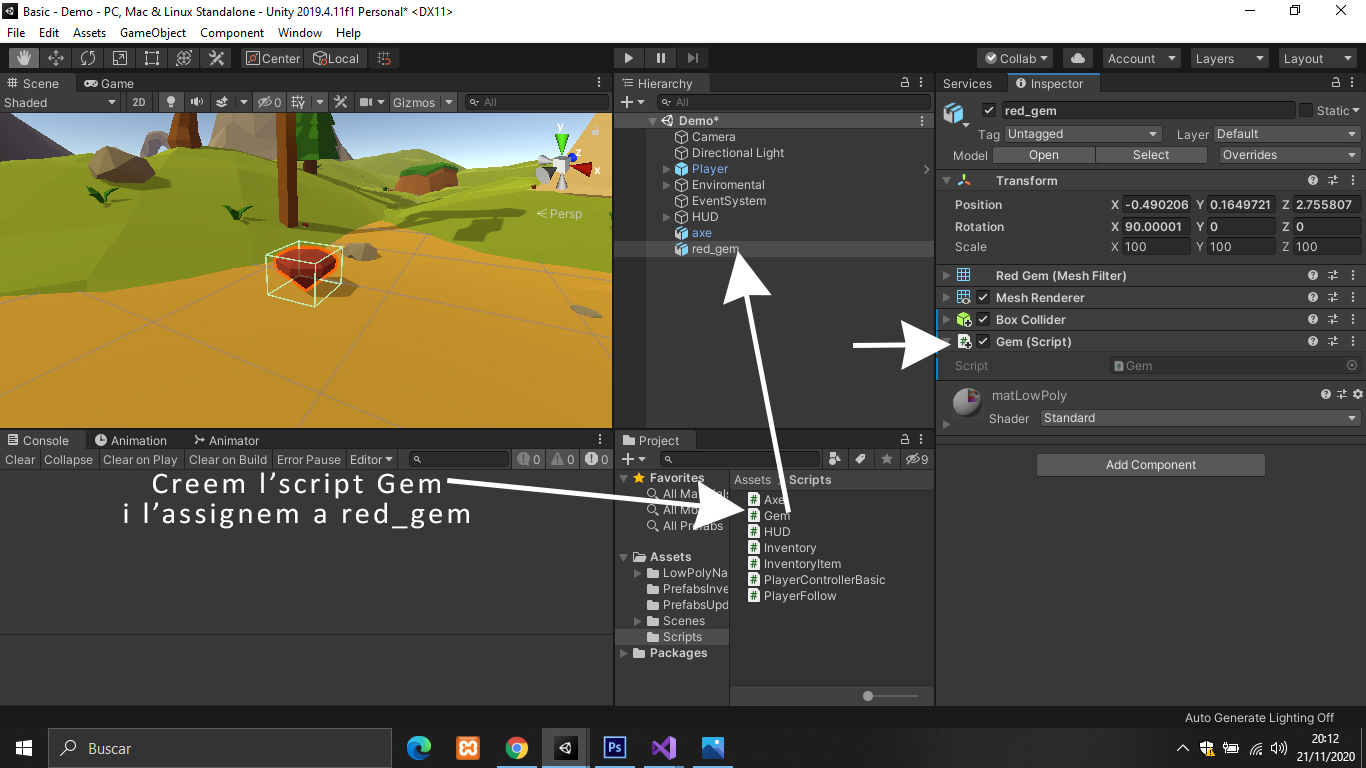 Basic - Demo - PC, Mac & Linux Standalone - Unity 2019.4.11f1 Personal* <DX11>
File Edit Assets GameObject Component Window Help
Center Local Collab Account Layers Layout
Scene Game
Shaded 2D 0 Gizmos All
y
x
z
Persp
Hierarchy
All
Demo*
Camera
Directional Light
Player
Enviromental
EventSystem
HUD
axe
red_gem
Services Inspector
red_gem Static
Tag Untagged Layer Default
Model Open Select Overrides
Transform
Position X -0.490206 Y 0.1649721 Z 2.755807
Rotation X 90.00001 Y 0 Z 0
Scale X 100 Y 100 Z 100
Red Gem (Mesh Filter)
Mesh Renderer
Box Collider
Gem (Script)
Script Gem
matLowPoly
Shader Standard
Add Component
Console Animation Animator
Clear Collapse Clear on Play Clear on Build Error Pause Editor 0 0 0
Creem l'script Gem
i l'assignem a red_gem
Project
9
Favorites
All Materials
All Mo
All Prefabs
Assets
LowPolyNa
PrefabsInve
PrefabsUpd
Scenes
Scripts
Packages
Assets Scripts
Axe
Gem
HUD
Inventory
InventoryItem
PlayerControllerBasic
PlayerFollow
Auto Generate Lighting Off
Buscar
Ps
20:12
21/11/2020